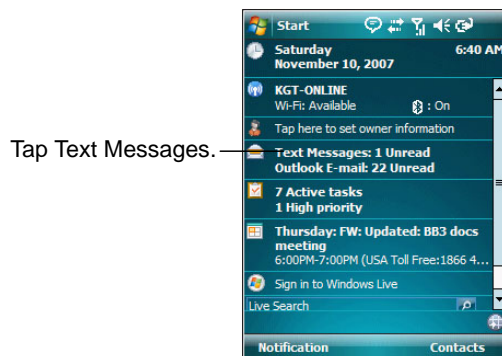 Start
Saturday 6:40 AM
November 10, 2007
KGT-ONLINE
Wi-Fi: Available : On
Tap here to set owner information
Tap Text Messages.
Text Messages: 1 Unread
Outlook E-mail: 22 Unread
7 Active tasks
1 High priority
Thursday: FW: Updated: BB3 docs
meeting
6:00PM-7:00PM (USA Toll Free:1866 4...
Sign in to Windows Live
Live Search
Notification Contacts